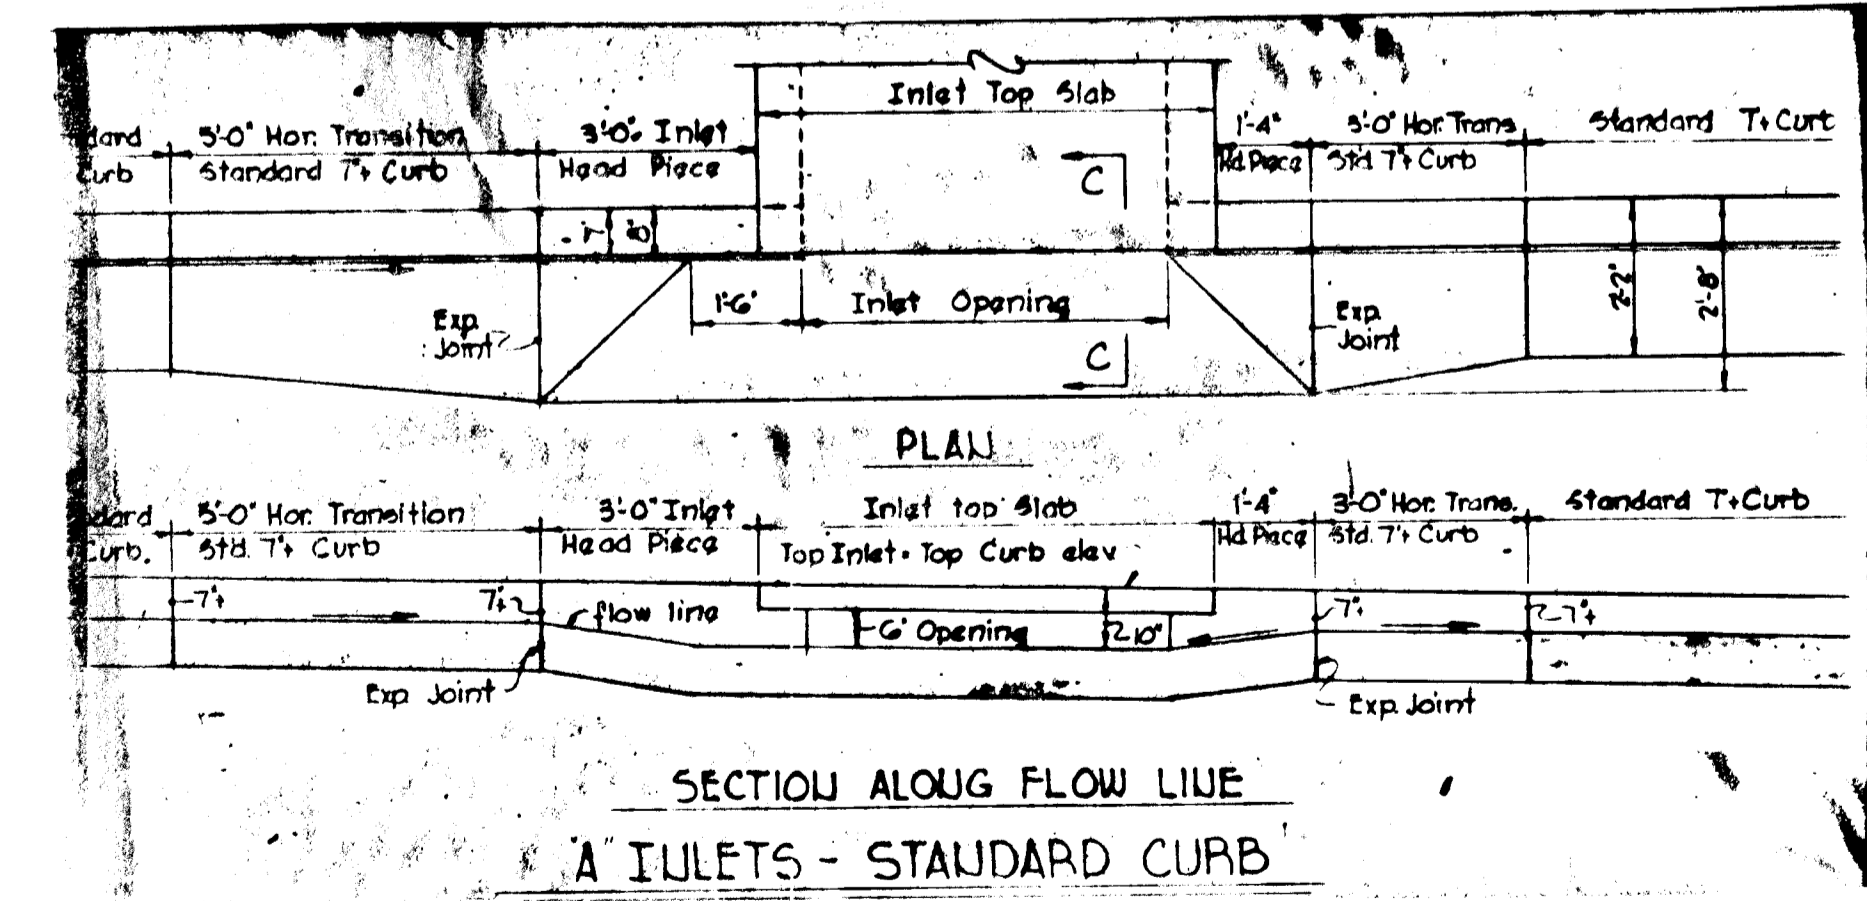 Inlet Top Slab
dard
5'-0" Hor. Transition
3'-0" Inlet
1'-4"
3'-0" Hor. Trans.
Standard 7"+ Curb
Curb
Standard 7"+ Curb
Head Piece
Hd Piece
Std 7"+ Curb
C
7"
8"
1'-6"
Inlet Opening
2'-2"
2'-8"
Exp.
Joint
Exp.
Joint
C
PLAN
dard
5'-0" Hor. Transition
3'-0" Inlet
Inlet top Slab
1'-4"
3'-0" Hor. Trans.
Standard 7"+ Curb
Curb.
Std. 7"+ Curb
Head Piece
Top Inlet = Top Curb elev
Hd Piece
Std. 7"+ Curb
7"+
7"+
flow line
6" Opening
10"
7"+
7"+
Exp Joint
Exp. Joint
SECTION ALONG FLOW LINE
"A" INLETS - STANDARD CURB